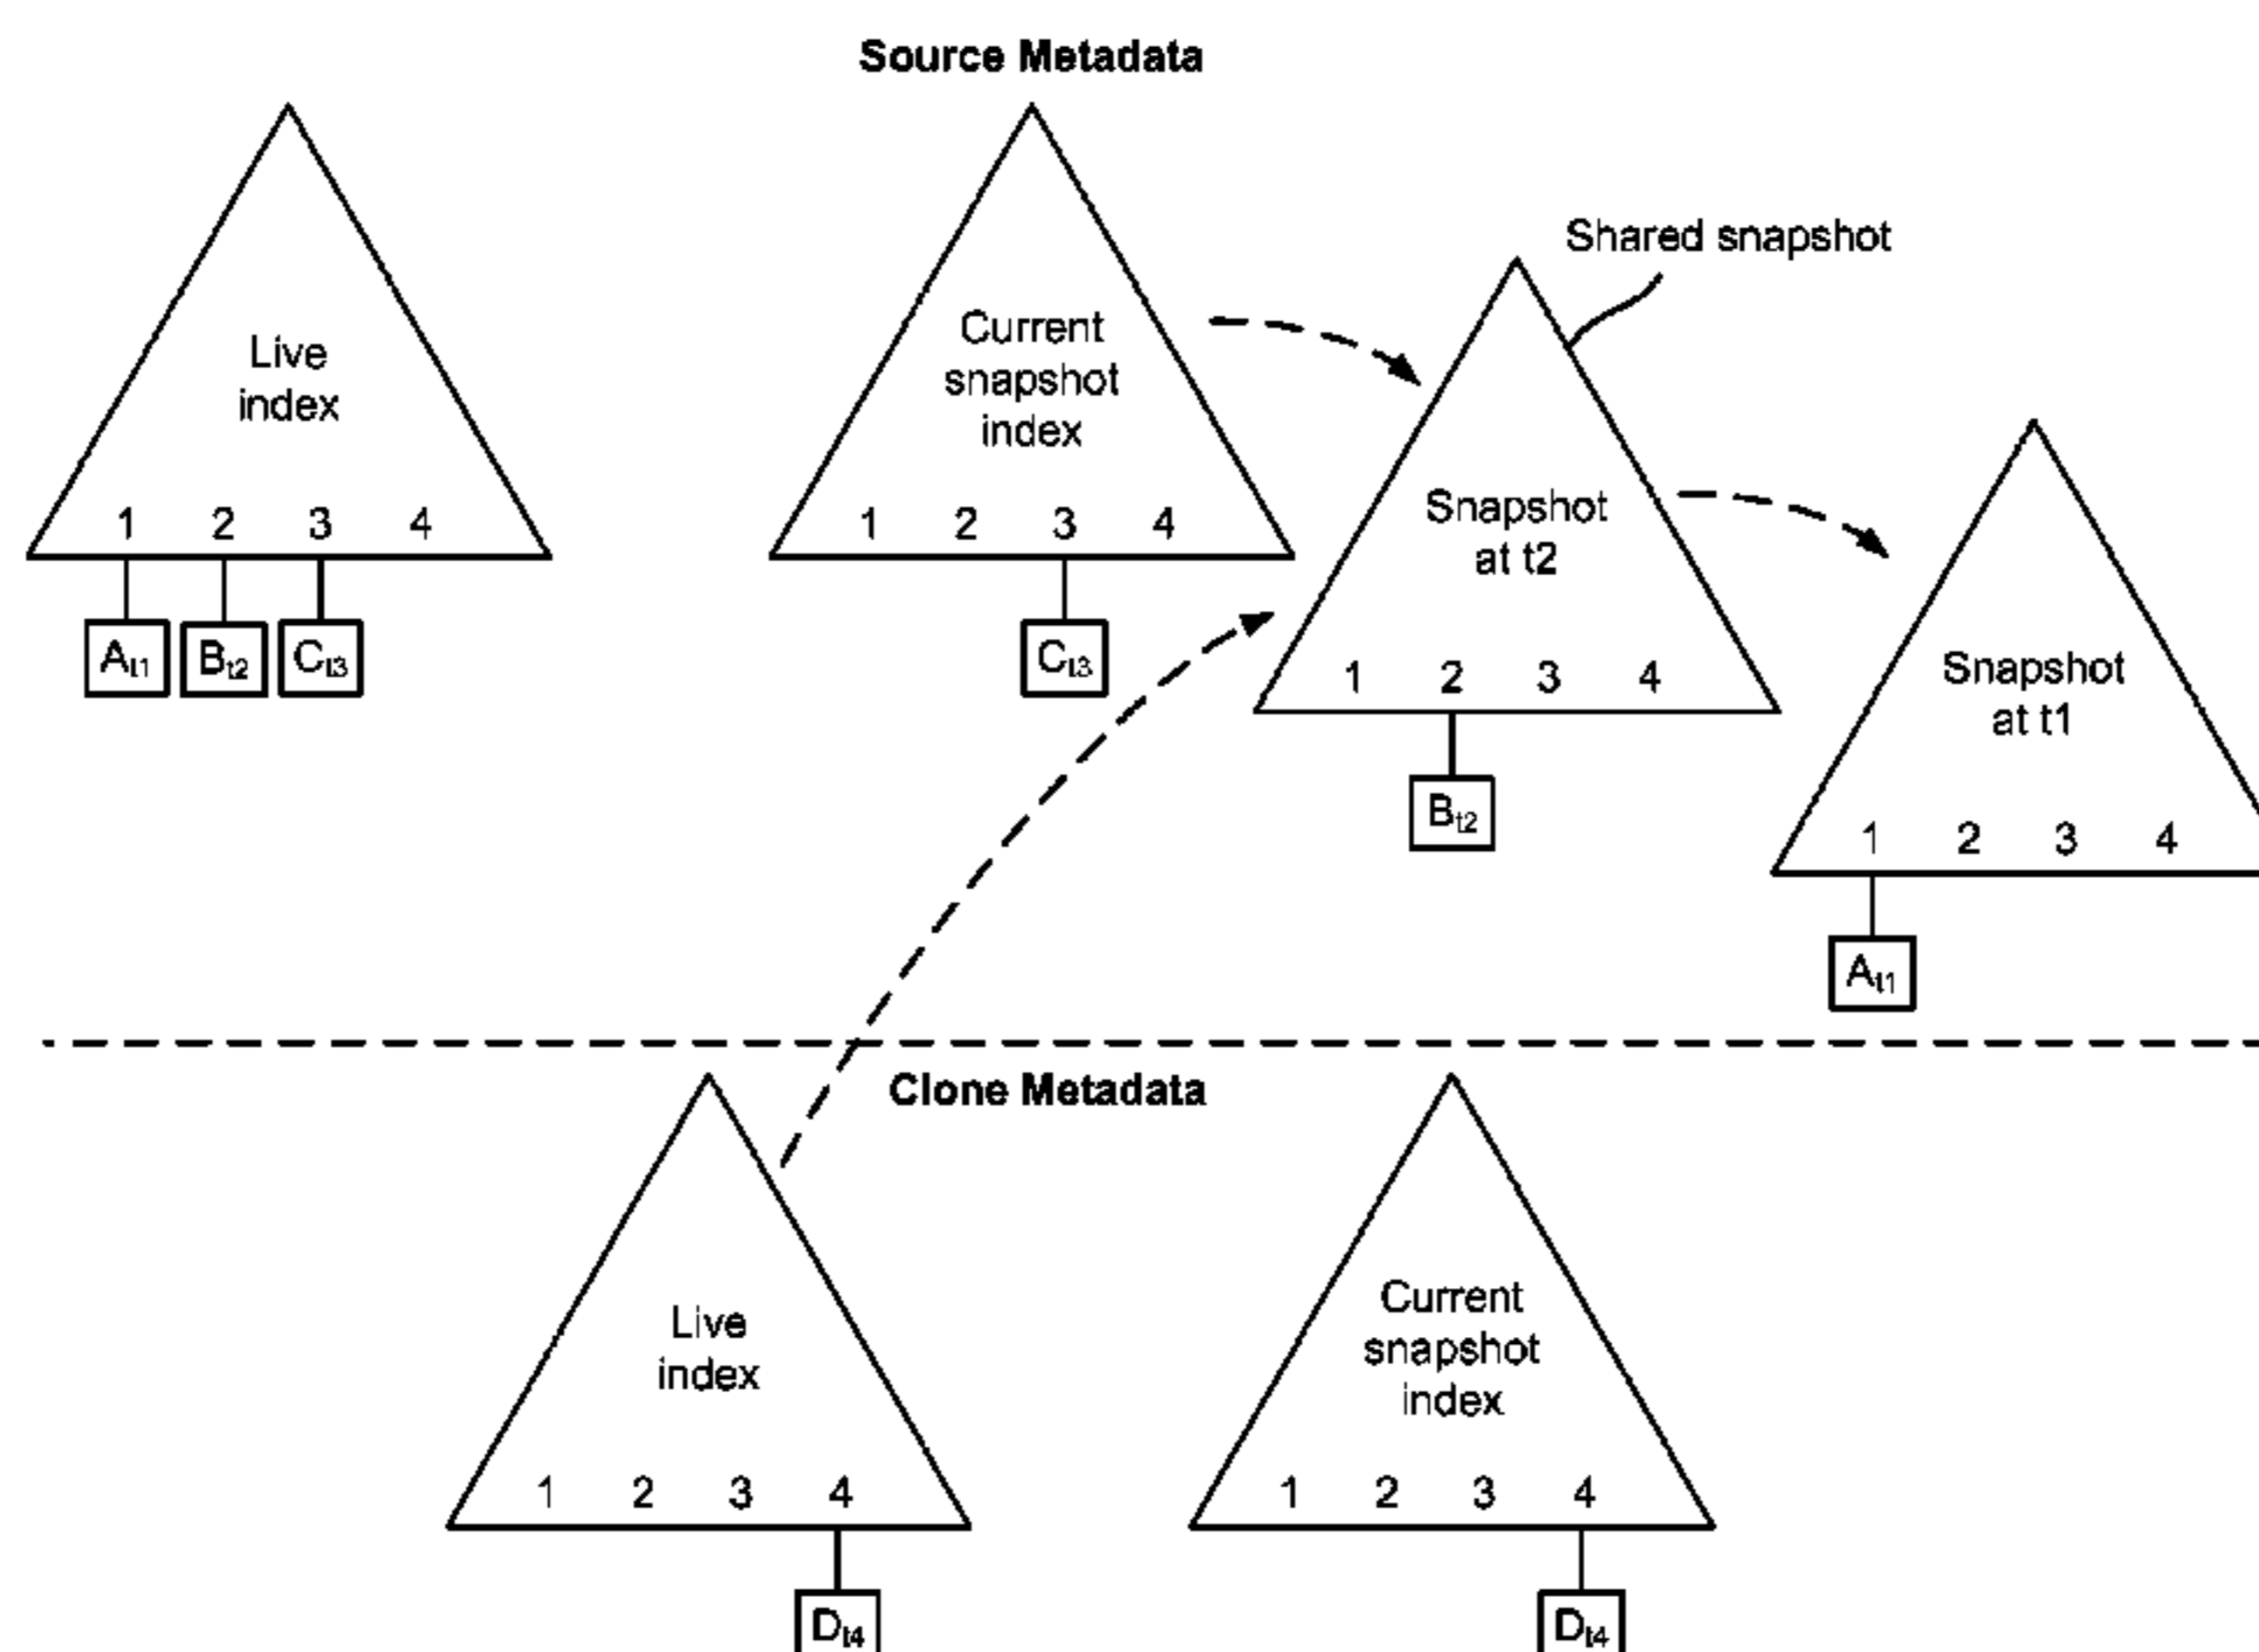 Source Metadata
Shared snapshot
Live
index
1 2 3 4
At1 Bt2 Ct3
Current
snapshot
index
1 2 3 4
Ct3
Snapshot
at t2
1 2 3 4
Bt2
Snapshot
at t1
1 2 3 4
At1
Clone Metadata
Live
index
1 2 3 4
Dt4
Current
snapshot
index
1 2 3 4
Dt4